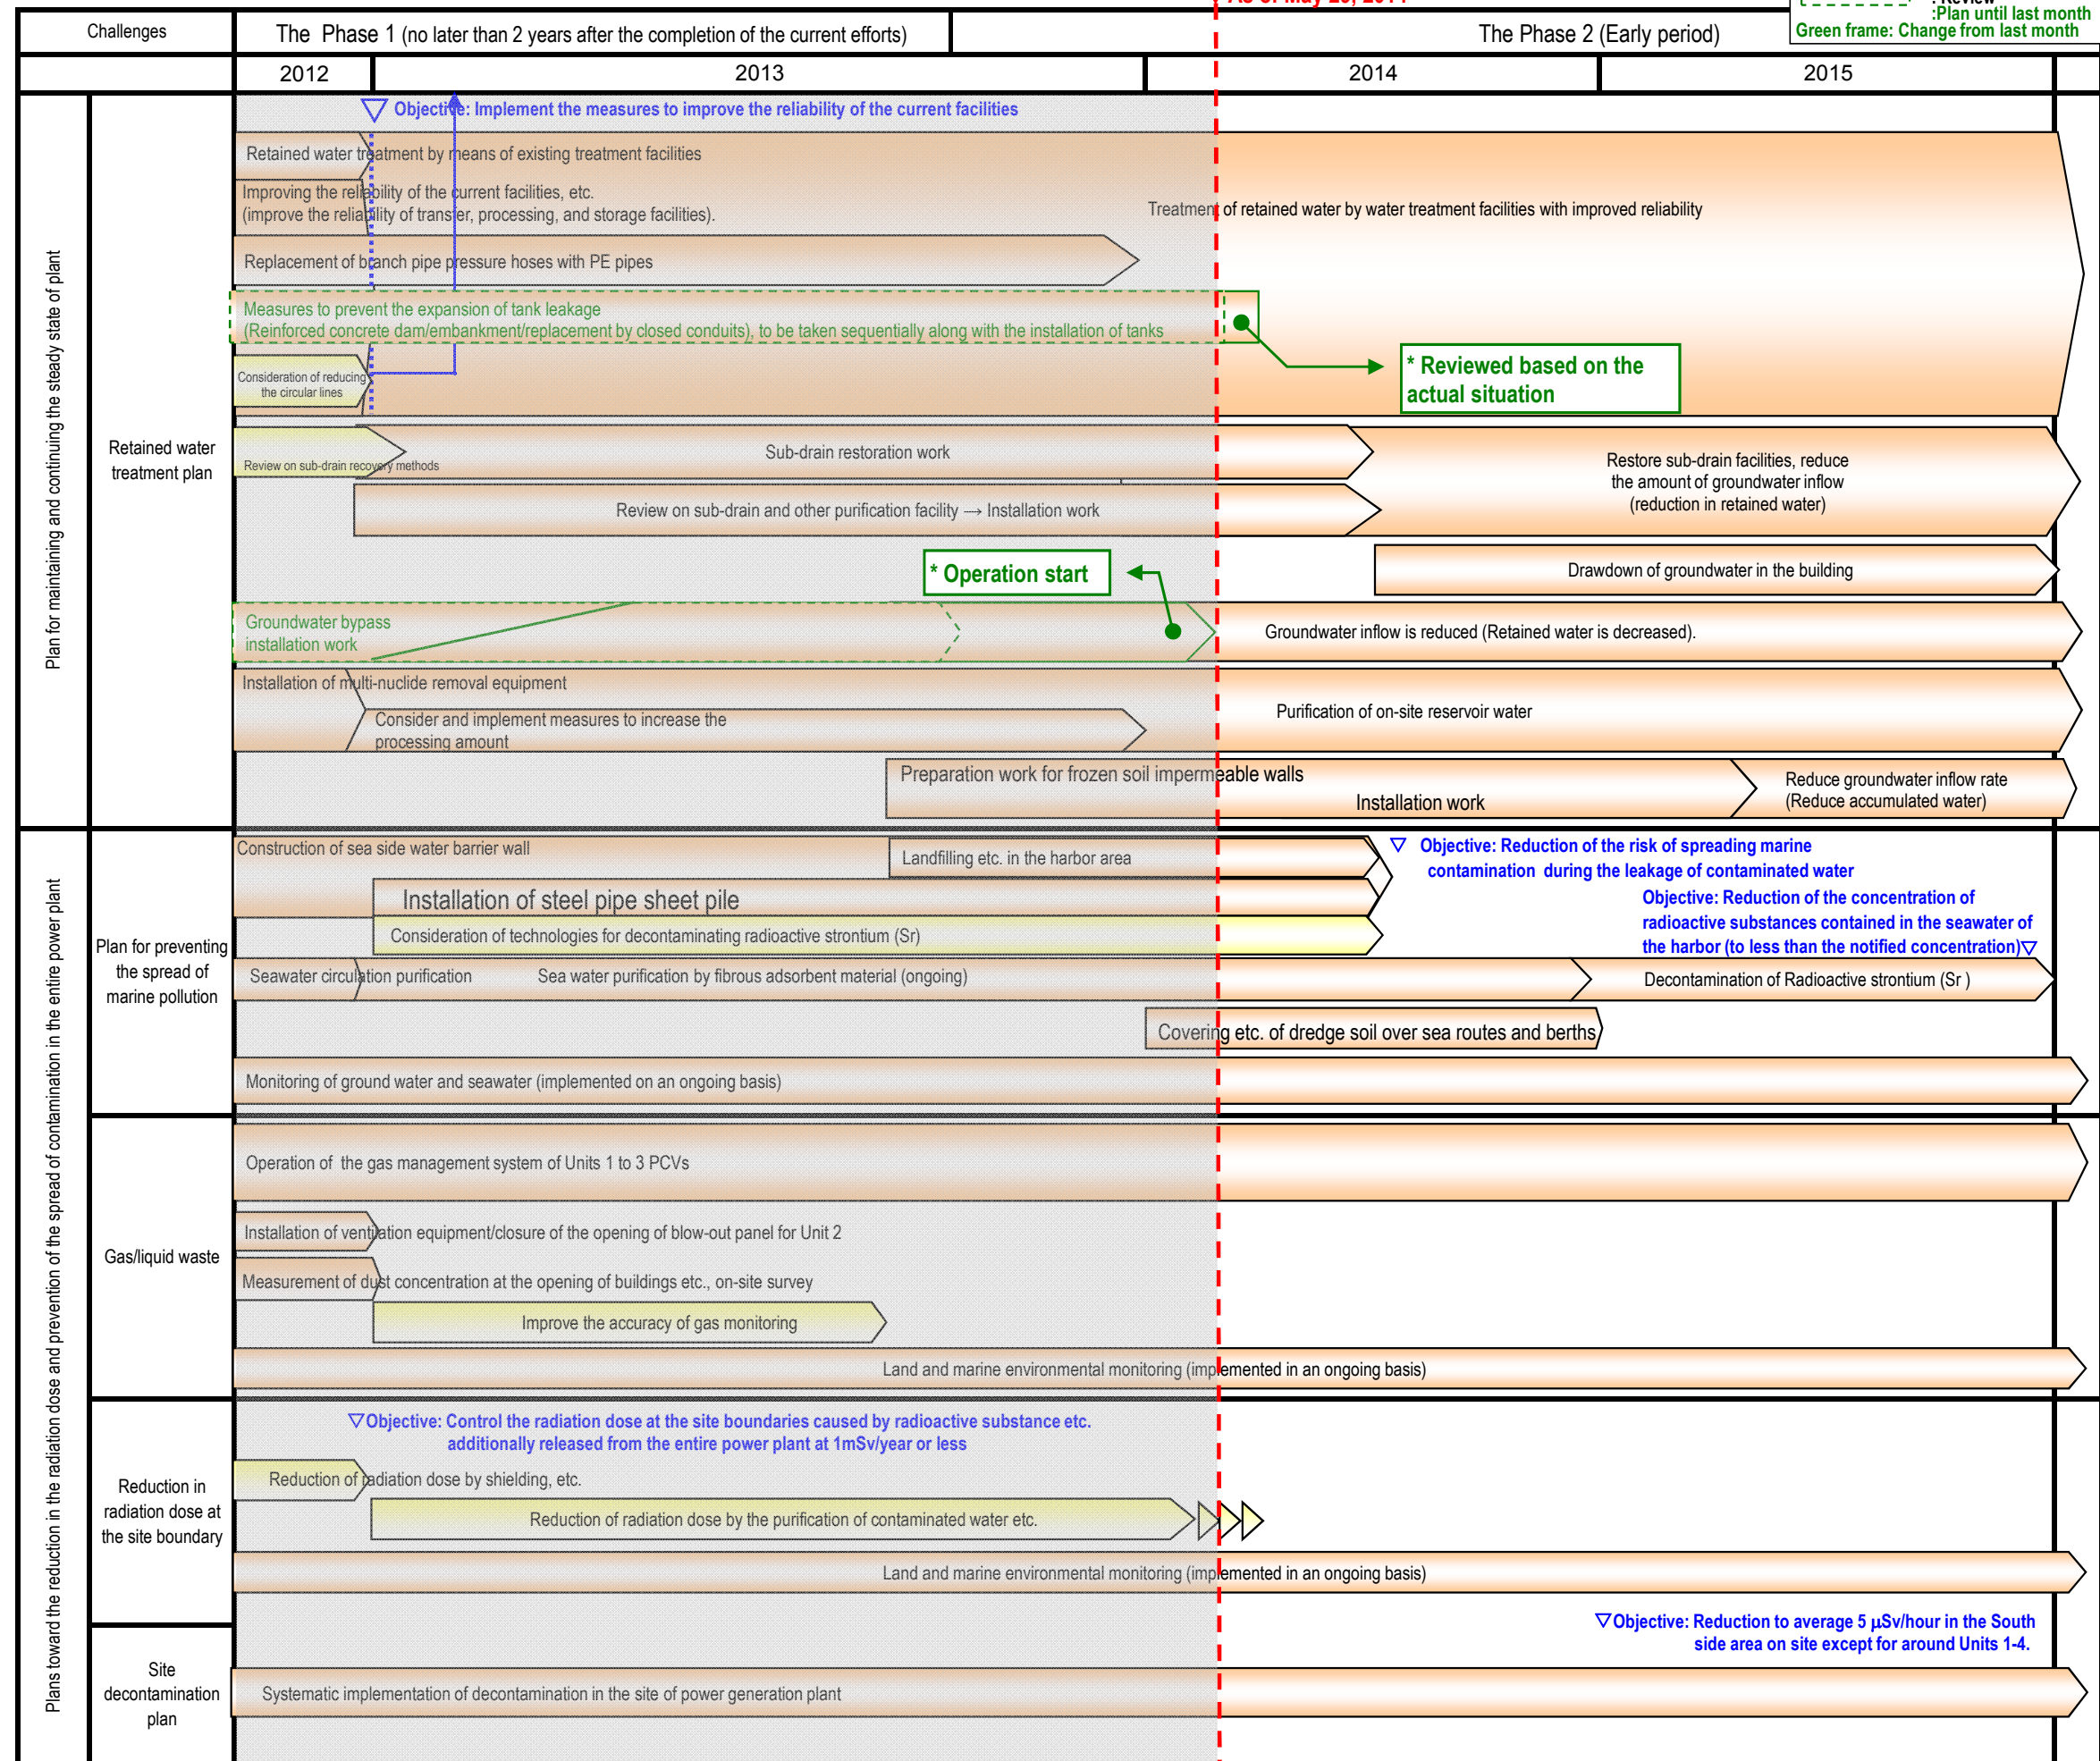 : Review
:Plan until last month
Green frame: Change from last month
Challenges
The Phase 1 (no later than 2 years after the completion of the current efforts)
The Phase 2 (Early period)
2012
2013
2014
2015
Plan for maintaining and continuing the steady state of plant
Retained water
treatment plan
▽ Objective: Implement the measures to improve the reliability of the current facilities
Retained water treatment by means of existing treatment facilities
Improving the reliability of the current facilities, etc.
(improve the reliability of transfer, processing, and storage facilities).
Treatment of retained water by water treatment facilities with improved reliability
Replacement of branch pipe pressure hoses with PE pipes
Measures to prevent the expansion of tank leakage
(Reinforced concrete dam/embankment/replacement by closed conduits), to be taken sequentially along with the installation of tanks
* Reviewed based on the
actual situation
Consideration of reducing
the circular lines
Review on sub-drain recovery methods
Sub-drain restoration work
Restore sub-drain facilities, reduce
the amount of groundwater inflow
(reduction in retained water)
Review on sub-drain and other purification facility → Installation work
* Operation start
Drawdown of groundwater in the building
Groundwater bypass
installation work
Groundwater inflow is reduced (Retained water is decreased).
Installation of multi-nuclide removal equipment
Consider and implement measures to increase the
processing amount
Purification of on-site reservoir water
Preparation work for frozen soil impermeable walls
Installation work
Reduce groundwater inflow rate
(Reduce accumulated water)
Plans toward the reduction in the radiation dose and prevention of the spread of contamination in the entire power plant
Plan for preventing
the spread of
marine pollution
Construction of sea side water barrier wall
Landfilling etc. in the harbor area
▽ Objective: Reduction of the risk of spreading marine
contamination during the leakage of contaminated water
Installation of steel pipe sheet pile
Objective: Reduction of the concentration of
radioactive substances contained in the seawater of
the harbor (to less than the notified concentration)▽
Consideration of technologies for decontaminating radioactive strontium (Sr)
Seawater circulation purification
Sea water purification by fibrous adsorbent material (ongoing)
Decontamination of Radioactive strontium (Sr )
Covering etc. of dredge soil over sea routes and berths
Monitoring of ground water and seawater (implemented on an ongoing basis)
Gas/liquid waste
Operation of the gas management system of Units 1 to 3 PCVs
Installation of ventilation equipment/closure of the opening of blow-out panel for Unit 2
Measurement of dust concentration at the opening of buildings etc., on-site survey
Improve the accuracy of gas monitoring
Land and marine environmental monitoring (implemented in an ongoing basis)
Reduction in
radiation dose at
the site boundary
▽Objective: Control the radiation dose at the site boundaries caused by radioactive substance etc.
additionally released from the entire power plant at 1mSv/year or less
Reduction of radiation dose by shielding, etc.
Reduction of radiation dose by the purification of contaminated water etc.
Land and marine environmental monitoring (implemented in an ongoing basis)
Site
decontamination
plan
▽Objective: Reduction to average 5 μSv/hour in the South
side area on site except for around Units 1-4.
Systematic implementation of decontamination in the site of power generation plant